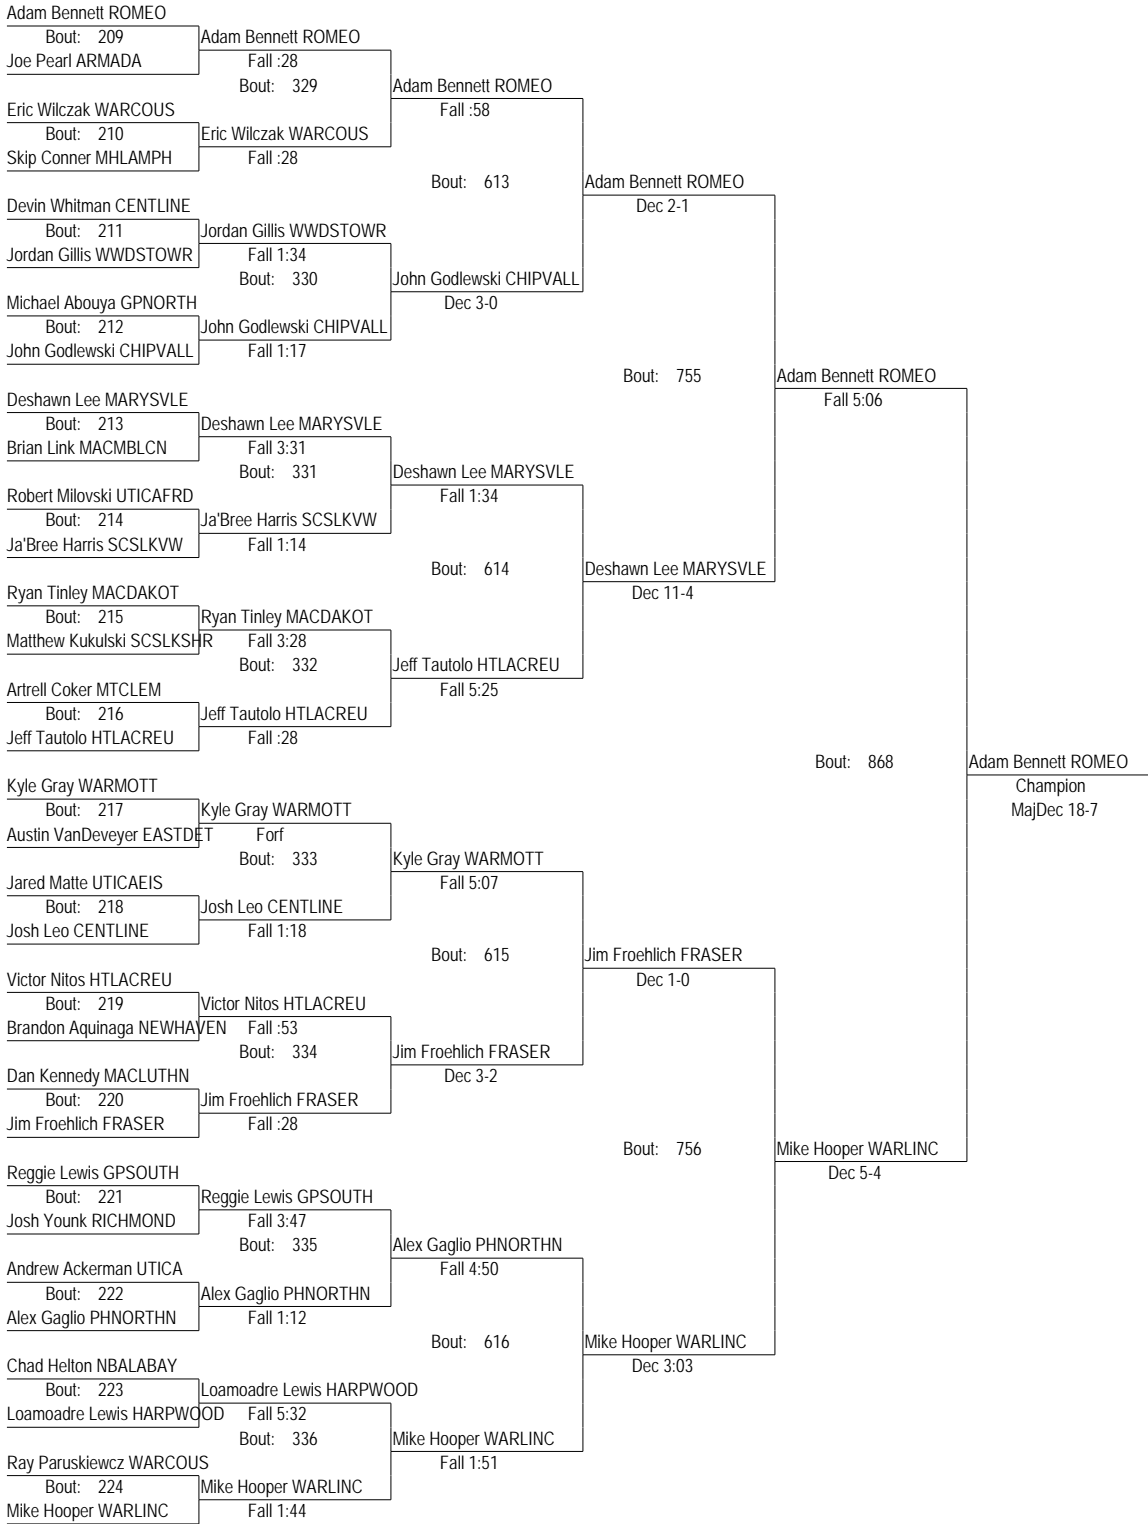 Adam Bennett ROMEO
Bout: 209
Joe Pearl ARMADA
Eric Wilczak WARCOUS
Bout: 210
Skip Conner MHLAMPH
Devin Whitman CENTLINE
Bout: 211
Jordan Gillis WWDSTOWR
Michael Abouya GPNORTH
Bout: 212
John Godlewski CHIPVALL
Deshawn Lee MARYSVLE
Bout: 213
Brian Link MACMBLCN
Robert Milovski UTICAFRD
Bout: 214
Ja'Bree Harris SCSLKVW
Ryan Tinley MACDAKOT
Bout: 215
Matthew Kukulski SCSLKSHR
Artrell Coker MTCLEM
Bout: 216
Jeff Tautolo HTLACREU
Kyle Gray WARMOTT
Bout: 217
Austin VanDeveyer EASTDET
Jared Matte UTICAEIS
Bout: 218
Josh Leo CENTLINE
Victor Nitos HTLACREU
Bout: 219
Brandon Aquinaga NEWHAVEN
Dan Kennedy MACLUTHN
Bout: 220
Jim Froehlich FRASER
Reggie Lewis GPSOUTH
Bout: 221
Josh Younk RICHMOND
Andrew Ackerman UTICA
Bout: 222
Alex Gaglio PHNORTHN
Chad Helton NBALABAY
Bout: 223
Loamoadre Lewis HARPWOOD
Ray Paruskiewcz WARCOUS
Bout: 224
Mike Hooper WARLINC
Adam Bennett ROMEO
Fall :28
Bout: 329
Eric Wilczak WARCOUS
Fall :28
Jordan Gillis WWDSTOWR
Fall 1:34
Bout: 330
John Godlewski CHIPVALL
Fall 1:17
Deshawn Lee MARYSVLE
Fall 3:31
Bout: 331
Ja'Bree Harris SCSLKVW
Fall 1:14
Ryan Tinley MACDAKOT
Fall 3:28
Bout: 332
Jeff Tautolo HTLACREU
Fall :28
Kyle Gray WARMOTT
Forf
Bout: 333
Josh Leo CENTLINE
Fall 1:18
Victor Nitos HTLACREU
Fall :53
Bout: 334
Jim Froehlich FRASER
Fall :28
Reggie Lewis GPSOUTH
Fall 3:47
Bout: 335
Alex Gaglio PHNORTHN
Fall 1:12
Loamoadre Lewis HARPWOOD
Fall 5:32
Bout: 336
Mike Hooper WARLINC
Fall 1:44
Adam Bennett ROMEO
Fall :58
Bout: 613
John Godlewski CHIPVALL
Dec 3-0
Deshawn Lee MARYSVLE
Fall 1:34
Bout: 614
Jeff Tautolo HTLACREU
Fall 5:25
Kyle Gray WARMOTT
Fall 5:07
Bout: 615
Jim Froehlich FRASER
Dec 3-2
Alex Gaglio PHNORTHN
Fall 4:50
Bout: 616
Mike Hooper WARLINC
Fall 1:51
Adam Bennett ROMEO
Dec 2-1
Bout: 755
Deshawn Lee MARYSVLE
Dec 11-4
Jim Froehlich FRASER
Dec 1-0
Bout: 756
Mike Hooper WARLINC
Dec 3:03
Adam Bennett ROMEO
Fall 5:06
Bout: 868
Mike Hooper WARLINC
Dec 5-4
Adam Bennett ROMEO
Champion
MajDec 18-7